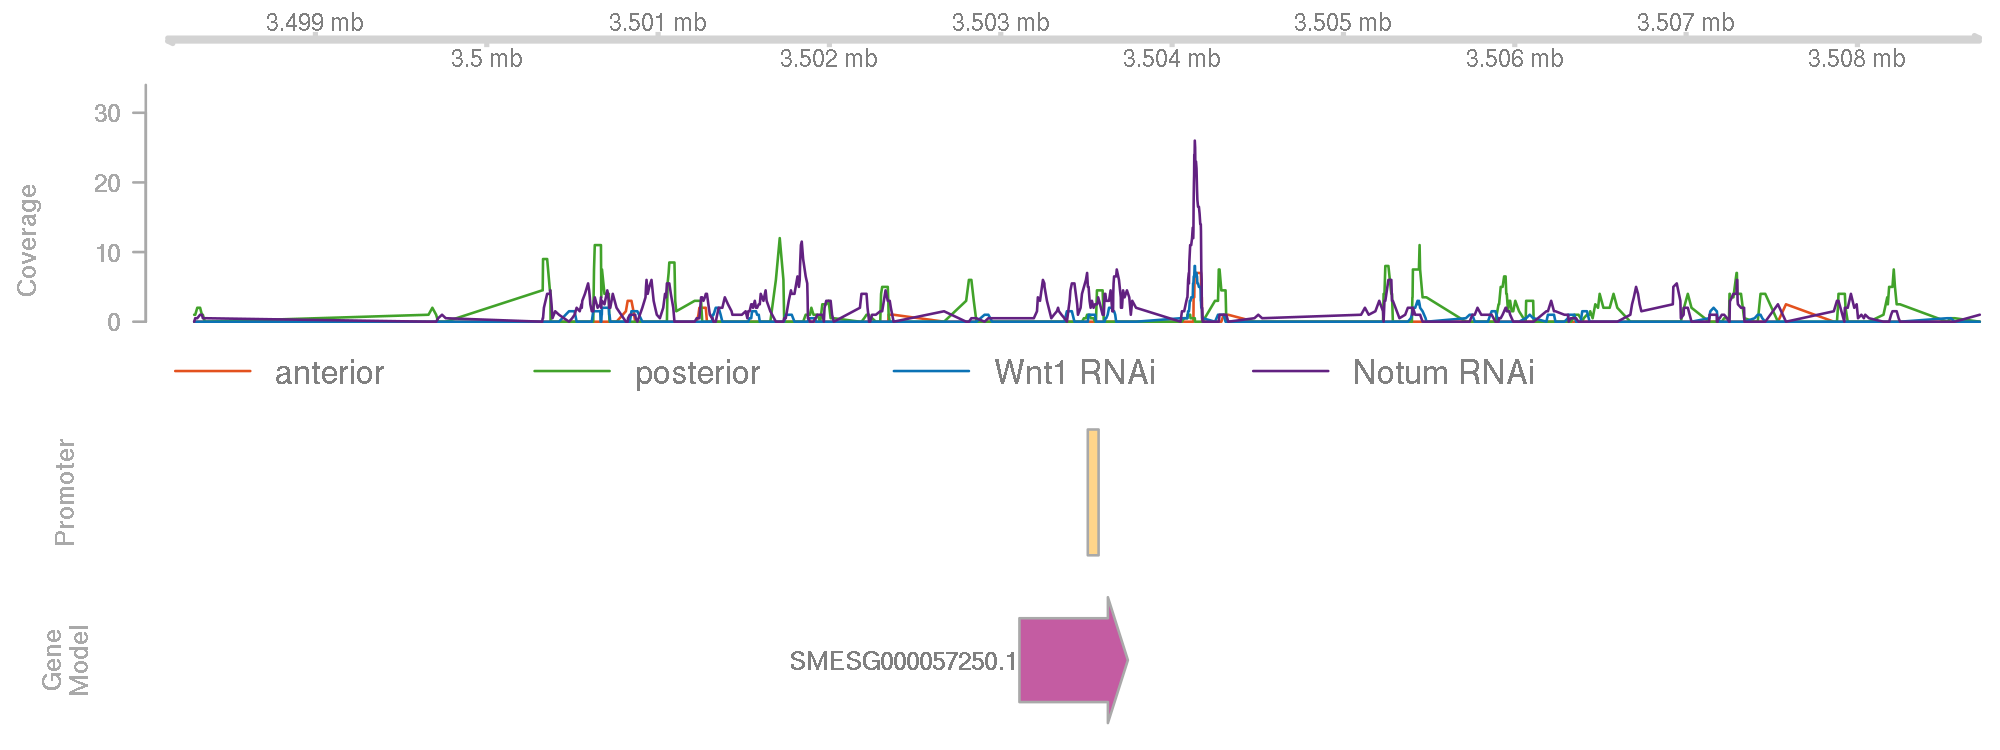 3.499 mb 3.501 mb 3.503 mb 3.505 mb 3.507 mb
3.5 mb 3.502 mb 3.504 mb 3.506 mb 3.508 mb
30
20
10
0
Coverage
anterior posterior Wnt1 RNAi Notum RNAi
Promoter
Gene
Model
SMESG000057250.1